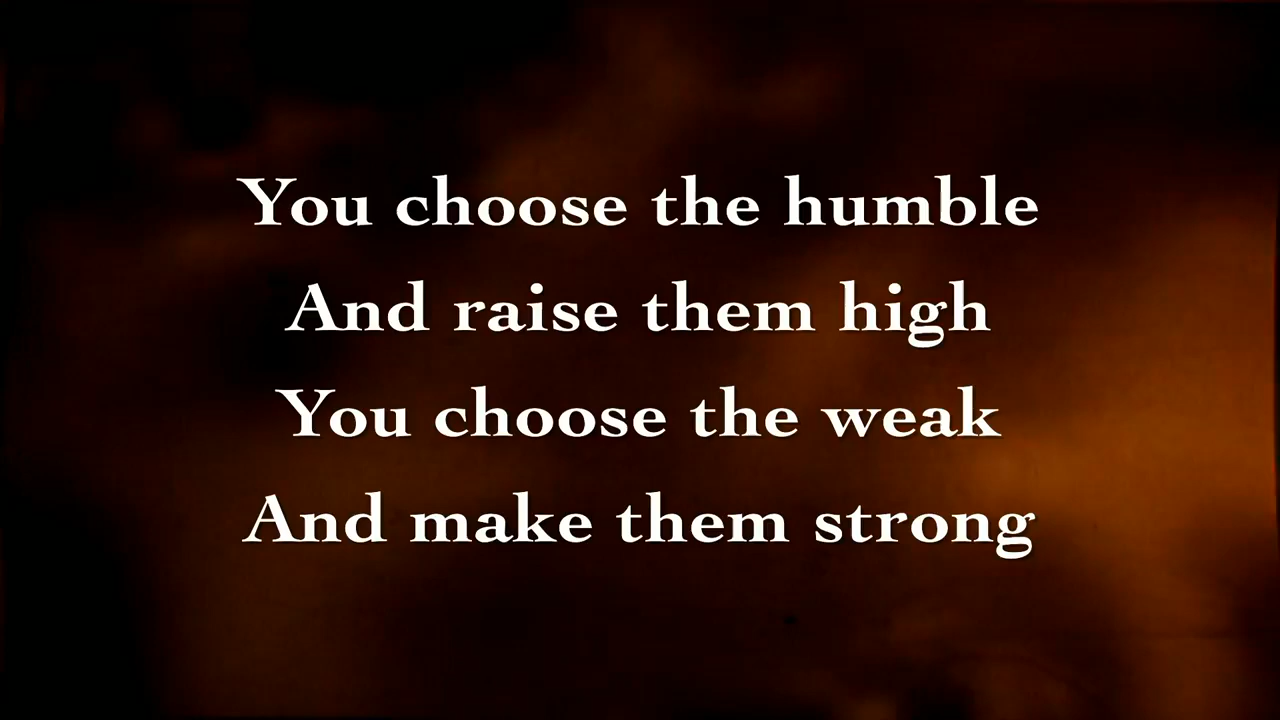 You choose the humble
And raise them high
You choose the weak
And make them strong